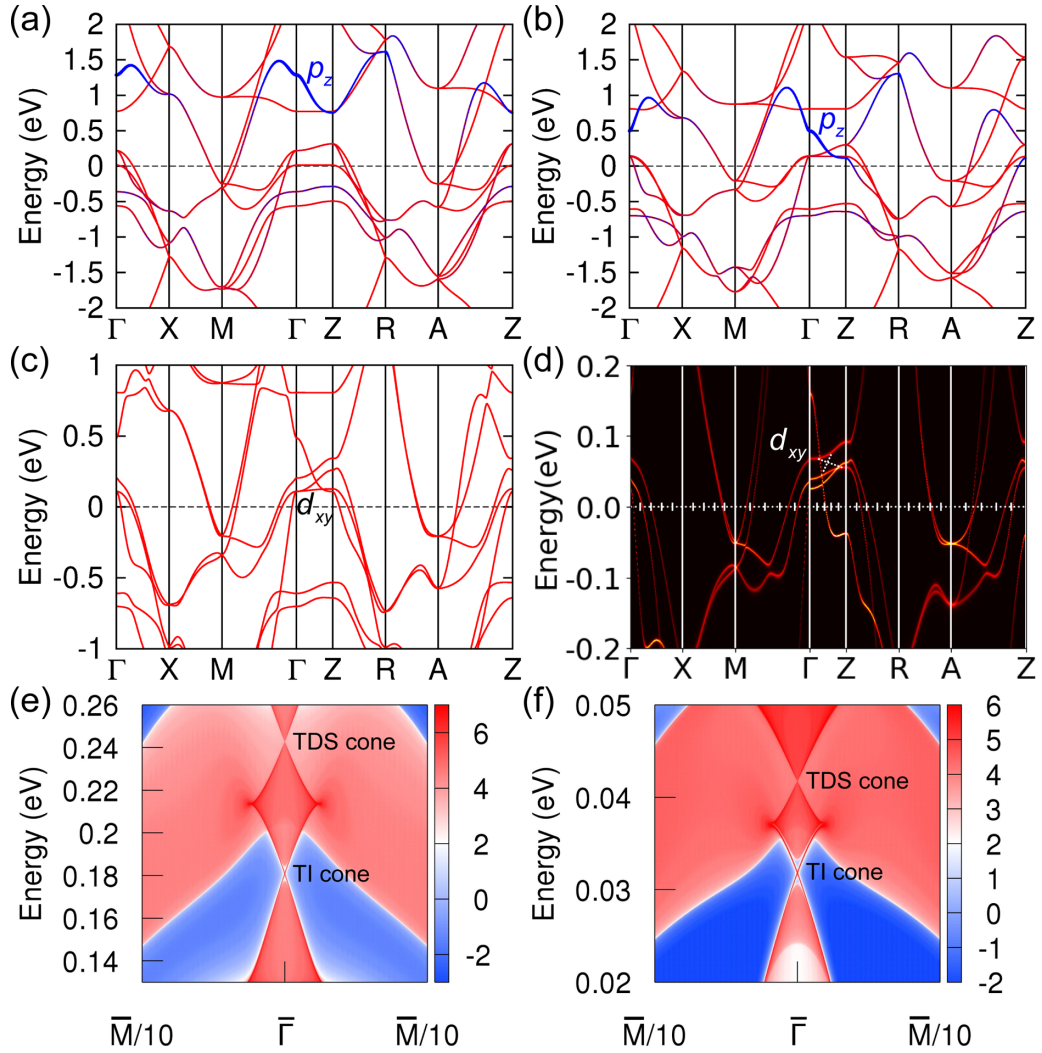 (a)
2
1.5
1
0.5
0
-0.5
-1
-1.5
-2
Energy (eV)
p_z
Γ X M Γ Z R A Z
(b)
2
1.5
1
0.5
0
-0.5
-1
-1.5
-2
Energy (eV)
p_z
Γ X M Γ Z R A Z
(c)
1
0.5
0
-0.5
-1
Energy (eV)
d_xy
Γ X M Γ Z R A Z
(d)
0.2
0.1
0.0
-0.1
-0.2
Energy(eV)
d_xy
Γ X M Γ Z R A Z
(e)
0.26
0.24
0.22
0.2
0.18
0.16
0.14
Energy (eV)
TDS cone
TI cone
6
4
2
0
-2
M̅/10 Γ̅ M̅/10
(f)
0.05
0.04
0.03
0.02
Energy (eV)
TDS cone
TI cone
6
5
4
3
2
1
0
-1
-2
M̅/10 Γ̅ M̅/10